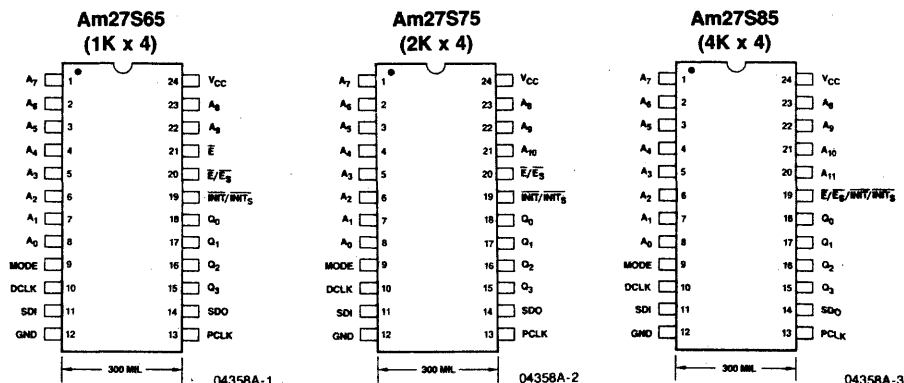 Am27S65
(1K x 4)
A7 1 24 VCC
A6 2 23 A8
A5 3 22 A9
A4 4 21 E̅
A3 5 20 E̅/E̅S̅
A2 6 19 I̅N̅I̅T̅/I̅N̅I̅T̅S̅
A1 7 18 Q0
A0 8 17 Q1
MODE 9 16 Q2
DCLK 10 15 Q3
SDI 11 14 SDO
GND 12 13 PCLK
300 MIL
04358A-1
Am27S75
(2K x 4)
A7 1 24 VCC
A6 2 23 A8
A5 3 22 A9
A4 4 21 A10
A3 5 20 E̅/E̅S̅
A2 6 19 I̅N̅I̅T̅/I̅N̅I̅T̅S̅
A1 7 18 Q0
A0 8 17 Q1
MODE 9 16 Q2
DCLK 10 15 Q3
SDI 11 14 SDO
GND 12 13 PCLK
300 MIL
04358A-2
Am27S85
(4K x 4)
A7 1 24 VCC
A6 2 23 A8
A5 3 22 A9
A4 4 21 A10
A3 5 20 A11
A2 6 19 E̅/E̅S̅/I̅N̅I̅T̅/I̅N̅I̅T̅S̅
A1 7 18 Q0
A0 8 17 Q1
MODE 9 16 Q2
DCLK 10 15 Q3
SDI 11 14 SDO
GND 12 13 PCLK
300 MIL
04358A-3